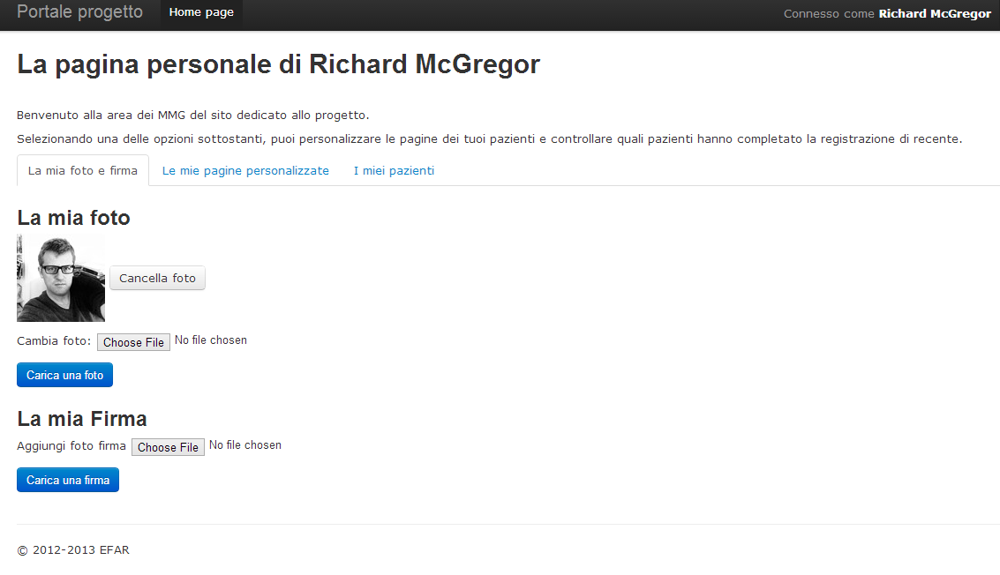 Portale progetto Home page Connesso come Richard McGregor
La pagina personale di Richard McGregor
Benvenuto alla area dei MMG del sito dedicato allo progetto.
Selezionando una delle opzioni sottostanti, puoi personalizzare le pagine dei tuoi pazienti e controllare quali pazienti hanno completato la registrazione di recente.
La mia foto e firma Le mie pagine personalizzate I miei pazienti
La mia foto
Cancella foto
Cambia foto: Choose File No file chosen
Carica una foto
La mia Firma
Aggiungi foto firma Choose File No file chosen
Carica una firma
© 2012-2013 EFAR